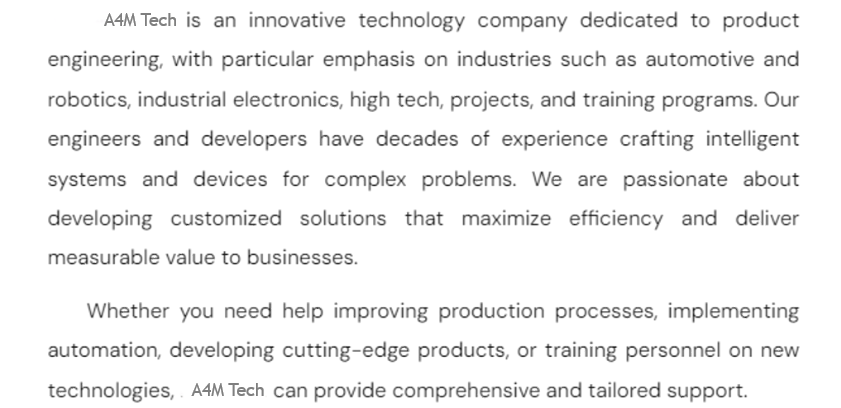 A4M Tech is an innovative technology company dedicated to product
engineering, with particular emphasis on industries such as automotive and
robotics, industrial electronics, high tech, projects, and training programs. Our
engineers and developers have decades of experience crafting intelligent
systems and devices for complex problems. We are passionate about
developing customized solutions that maximize efficiency and deliver
measurable value to businesses.
Whether you need help improving production processes, implementing
automation, developing cutting-edge products, or training personnel on new
technologies, . A4M Tech can provide comprehensive and tailored support.